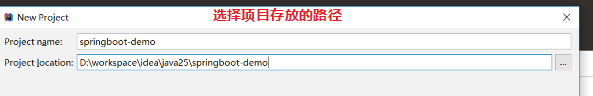 New Project
选择项目存放的路径
Project name: springboot-demo
Project location: D:\workspace\idea\java25\springboot-demo ...